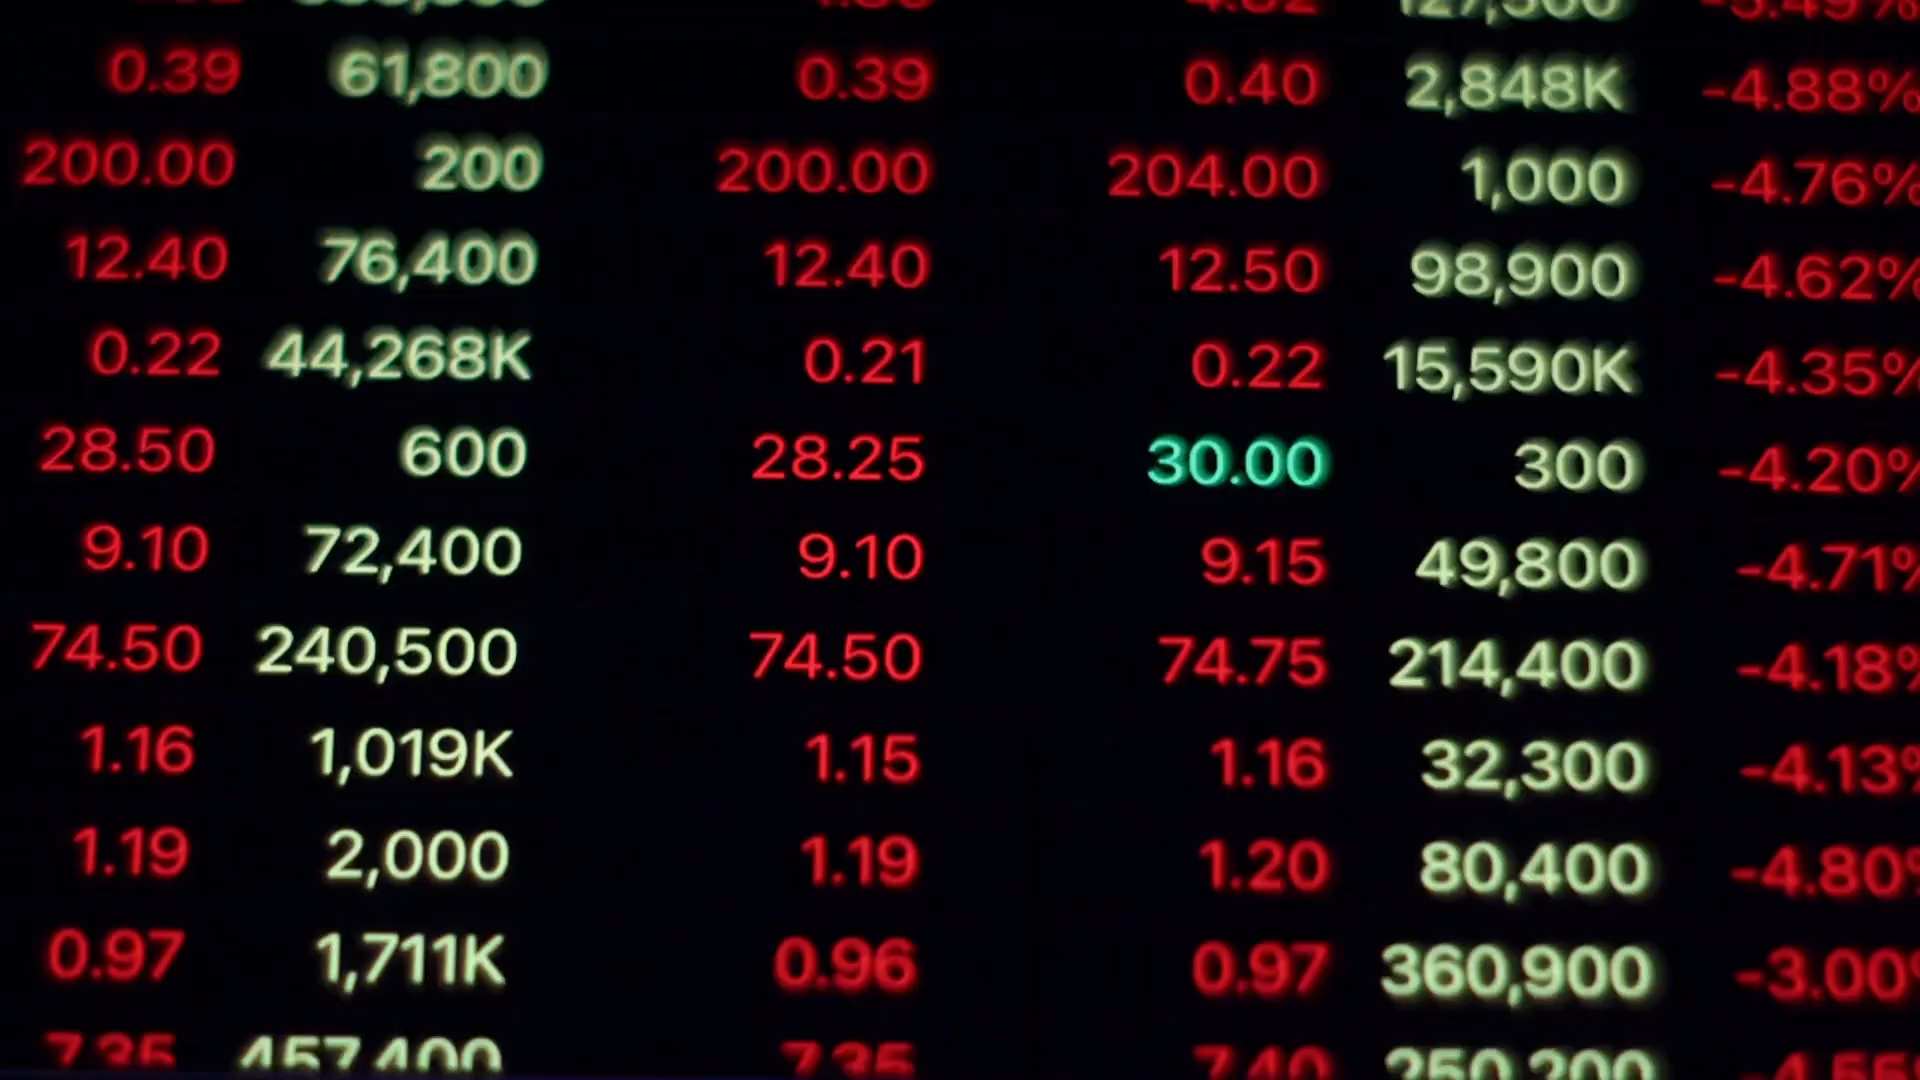 0.39 61,800 0.39 0.40 2,848K -4.88%
200.00 200 200.00 204.00 1,000 -4.76%
12.40 76,400 12.40 12.50 98,900 -4.62%
0.22 44,268K 0.21 0.22 15,590K -4.35%
28.50 600 28.25 30.00 300 -4.20%
9.10 72,400 9.10 9.15 49,800 -4.71%
74.50 240,500 74.50 74.75 214,400 -4.18%
1.16 1,019K 1.15 1.16 32,300 -4.13%
1.19 2,000 1.19 1.20 80,400 -4.80%
0.97 1,711K 0.96 0.97 360,900 -3.00%
7.35 457,400 7.35 7.40 250,200